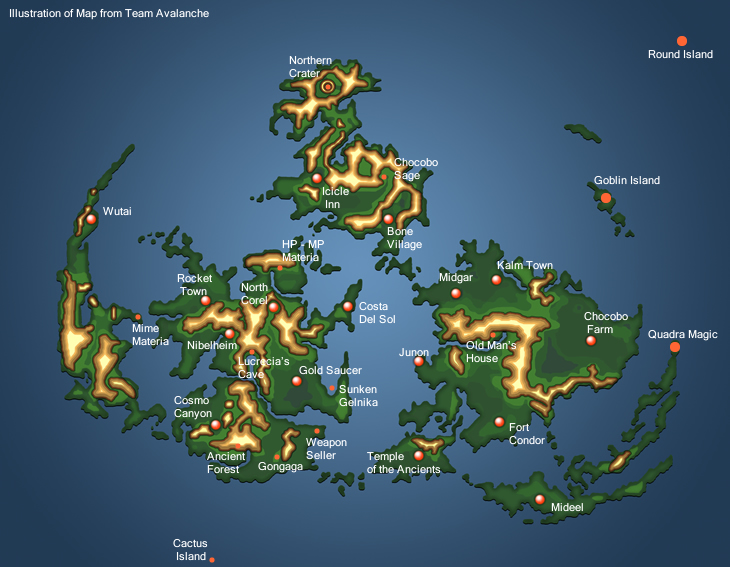 Illustration of Map from Team Avalanche
Round Island
Northern
Crater
Chocobo
Sage
Goblin Island
Icicle
Inn
Wutai
Bone
Village
HP - MP
Materia
Kalm Town
Midgar
Rocket
Town
North
Corel
Costa
Del Sol
Chocobo
Farm
Mime
Materia
Nibelheim
Quadra Magic
Junon
Old Man's
House
Lucrecia's
Cave
Gold Saucer
Sunken
Gelnika
Cosmo
Canyon
Fort
Condor
Weapon
Seller
Ancient
Forest
Gongaga
Temple
of the Ancients
Mideel
Cactus
Island